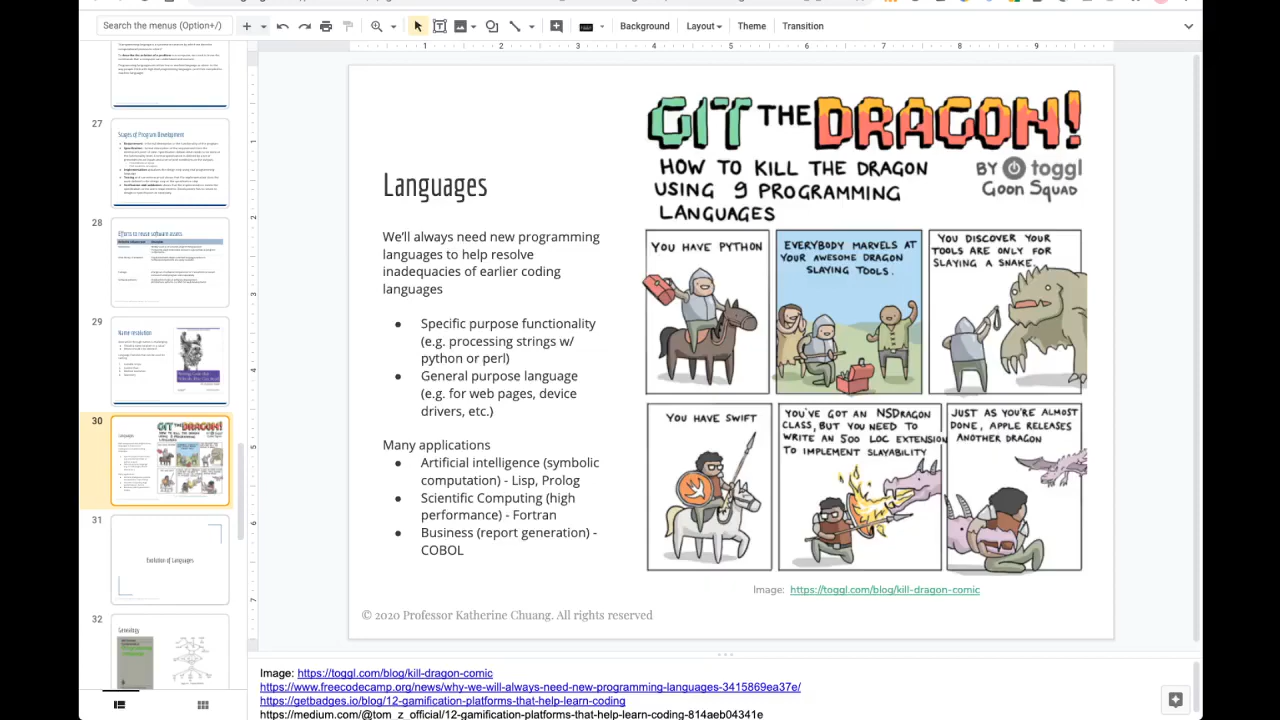 Search the menus (Option+/)
Background
Layout
Theme
Transition
27
Stages of Program Development
28
Efforts to reuse software assets
29
Name resolution
30
Languages
31
Evolution of Languages
32
Genealogy
Languages
We'll always need new programming
languages to help resolve
inadequacies of earlier coding
languages
● Specific purpose functionality
(e.g. processing strings w/
python or perl)
General purpose language
(e.g. for web pages, device
drivers, etc.)
Many applications
Artificial intelligence (symbolic
computation) - Lisp, Prolog
● Scientific Computing (high
performance) - Fortran
● Business (report generation) -
COBOL
© 2020 Professor Katherine Chuang. All rights reserved
GIT THE DRAGON!
HOW TO KILL THE DRAGON
USING 9 PROGRAMMING
LANGUAGES
BY toggl
Goon Squad
YOU HAVE PYTHON
EVERYBODY MARVELS AT
YOUR AWESOME DRAGON
SLAYING TOOLS.
YOU DISCOVER YOUR
TOOLS ARE ONLY FOR
SLAYING A SNAKE.
YOU HAVE SWIFT
YOU'VE GOT AN NSDRAGON
CLASS, BUT YOU NEED TO
WRITE AN 500-LINE EXTENSION
TO IMPLEMENT SLAYABILITY
JUST AS YOU'RE ALMOST
DONE, APPLE RELEASES
ANOTHER DRAGON
Image: https://toggl.com/blog/kill-dragon-comic
Image: https://toggl.com/blog/kill-dragon-comic
https://www.freecodecamp.org/news/why-we-will-always-need-new-programming-languages-3415869ea37e/
https://getbadges.io/blog/12-gamification-platforms-that-help-learn-coding
https://medium.com/@tom_z_official/12-gamification-platforms-that-help-learn-coding-814aeb04341e